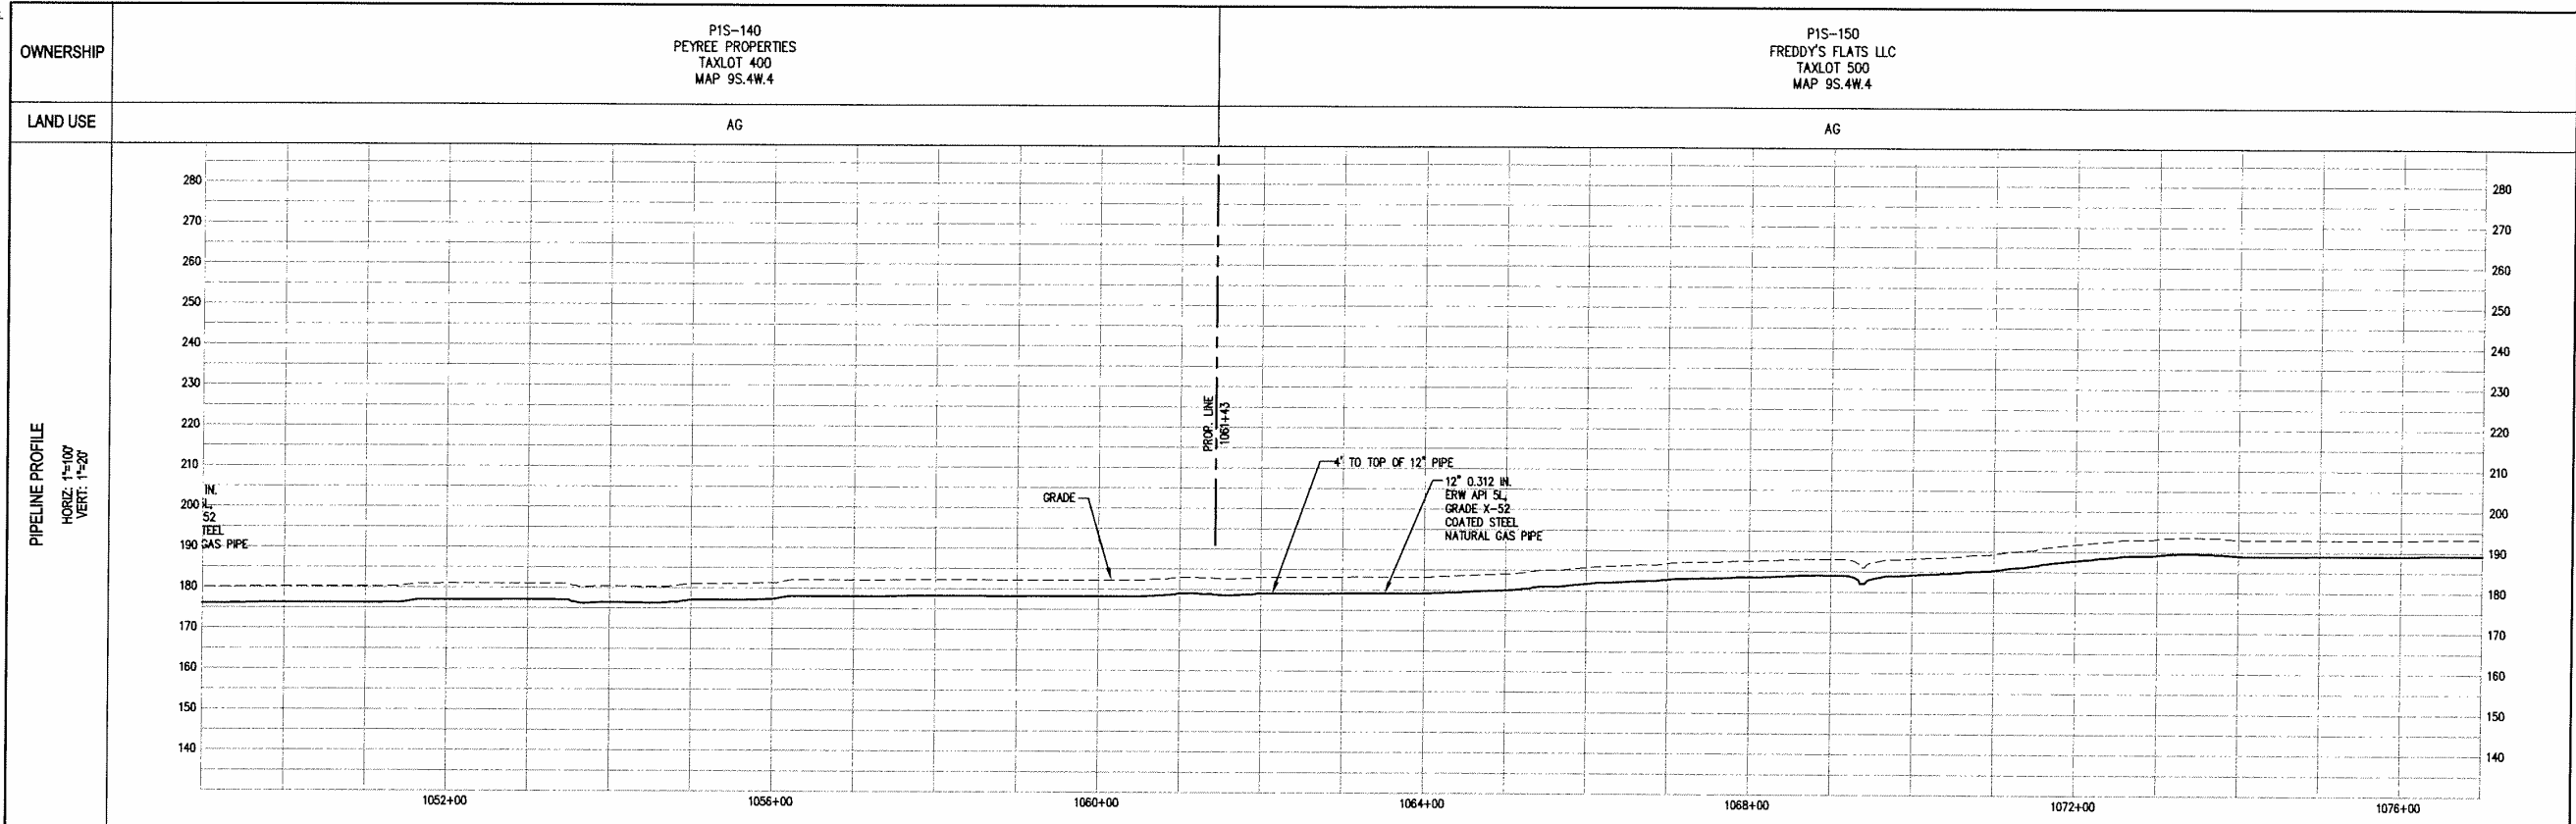 OWNERSHIP
P1S-140
PEYREE PROPERTIES
TAXLOT 400
MAP 9S.4W.4
P1S-150
FREDDY'S FLATS LLC
TAXLOT 500
MAP 9S.4W.4
LAND USE
AG
AG
PIPELINE PROFILE
HORIZ: 1"=100'
VERT: 1"=20'
280
270
260
250
240
230
220
210
200
190
180
170
160
150
140
IN.
L,
52
TEEL
GAS PIPE
GRADE
PROP. LINE
1061+43
4' TO TOP OF 12" PIPE
12" 0.312 IN.
ERW API 5L,
GRADE X-52
COATED STEEL
NATURAL GAS PIPE
280
270
260
250
240
230
220
210
200
190
180
170
160
150
140
1052+00
1056+00
1060+00
1064+00
1068+00
1072+00
1076+00